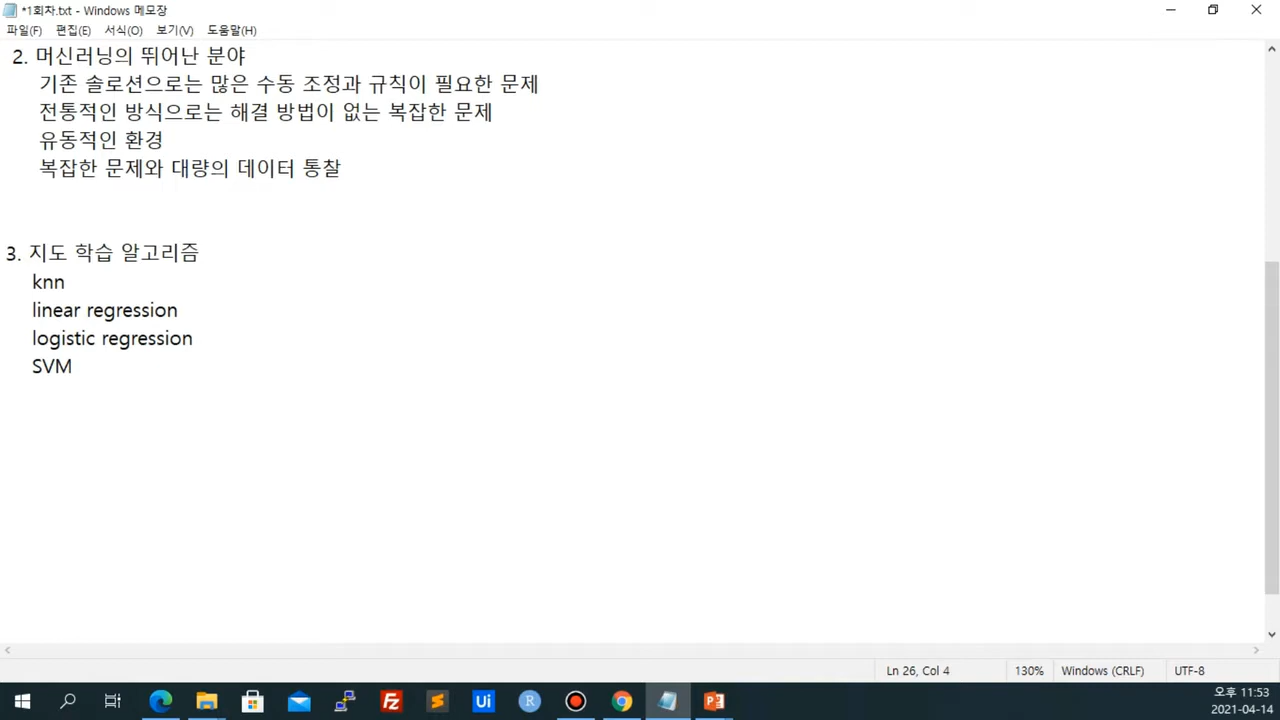 *1회차.txt - Windows 메모장
파일(F) 편집(E) 서식(O) 보기(V) 도움말(H)
2. 머신러닝의 뛰어난 분야
기존 솔로션으로는 많은 수동 조정과 규칙이 필요한 문제
전통적인 방식으로는 해결 방법이 없는 복잡한 문제
유동적인 환경
복잡한 문제와 대량의 데이터 통찰
3. 지도 학습 알고리즘
knn
linear regression
logistic regression
SVM
Ln 26, Col 4 130% Windows (CRLF) UTF-8
Fz Ui R P
오후 11:53
2021-04-14